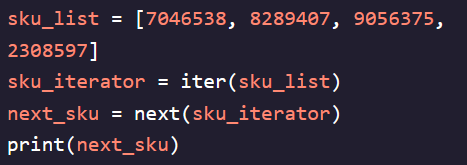 sku_list = [7046538, 8289407, 9056375,
2308597]
sku_iterator = iter(sku_list)
next_sku = next(sku_iterator)
print(next_sku)